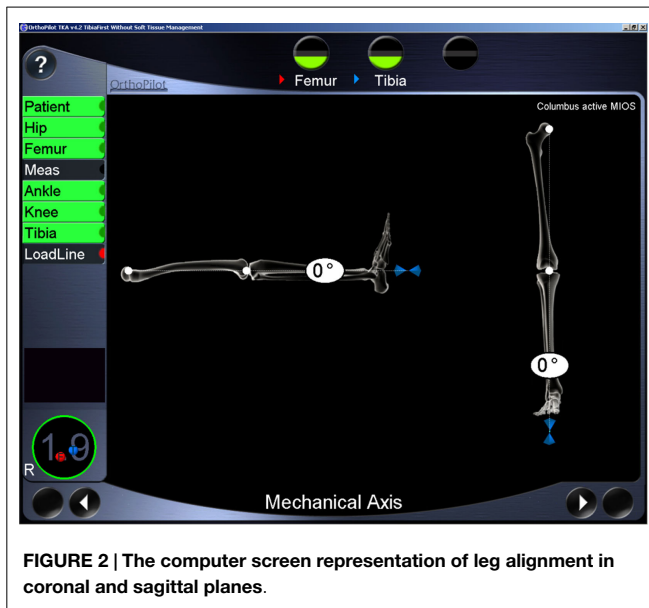 OrthoPilot TKA v4.2 TibiaFirst Without Soft Tissue Management
?
Femur
Tibia
OrthoPilot
Columbus active MIOS
Patient
Hip
Femur
Meas
Ankle
Knee
Tibia
LoadLine
0°
0°
1.9
R
Mechanical Axis
FIGURE 2 | The computer screen representation of leg alignment in
coronal and sagittal planes.